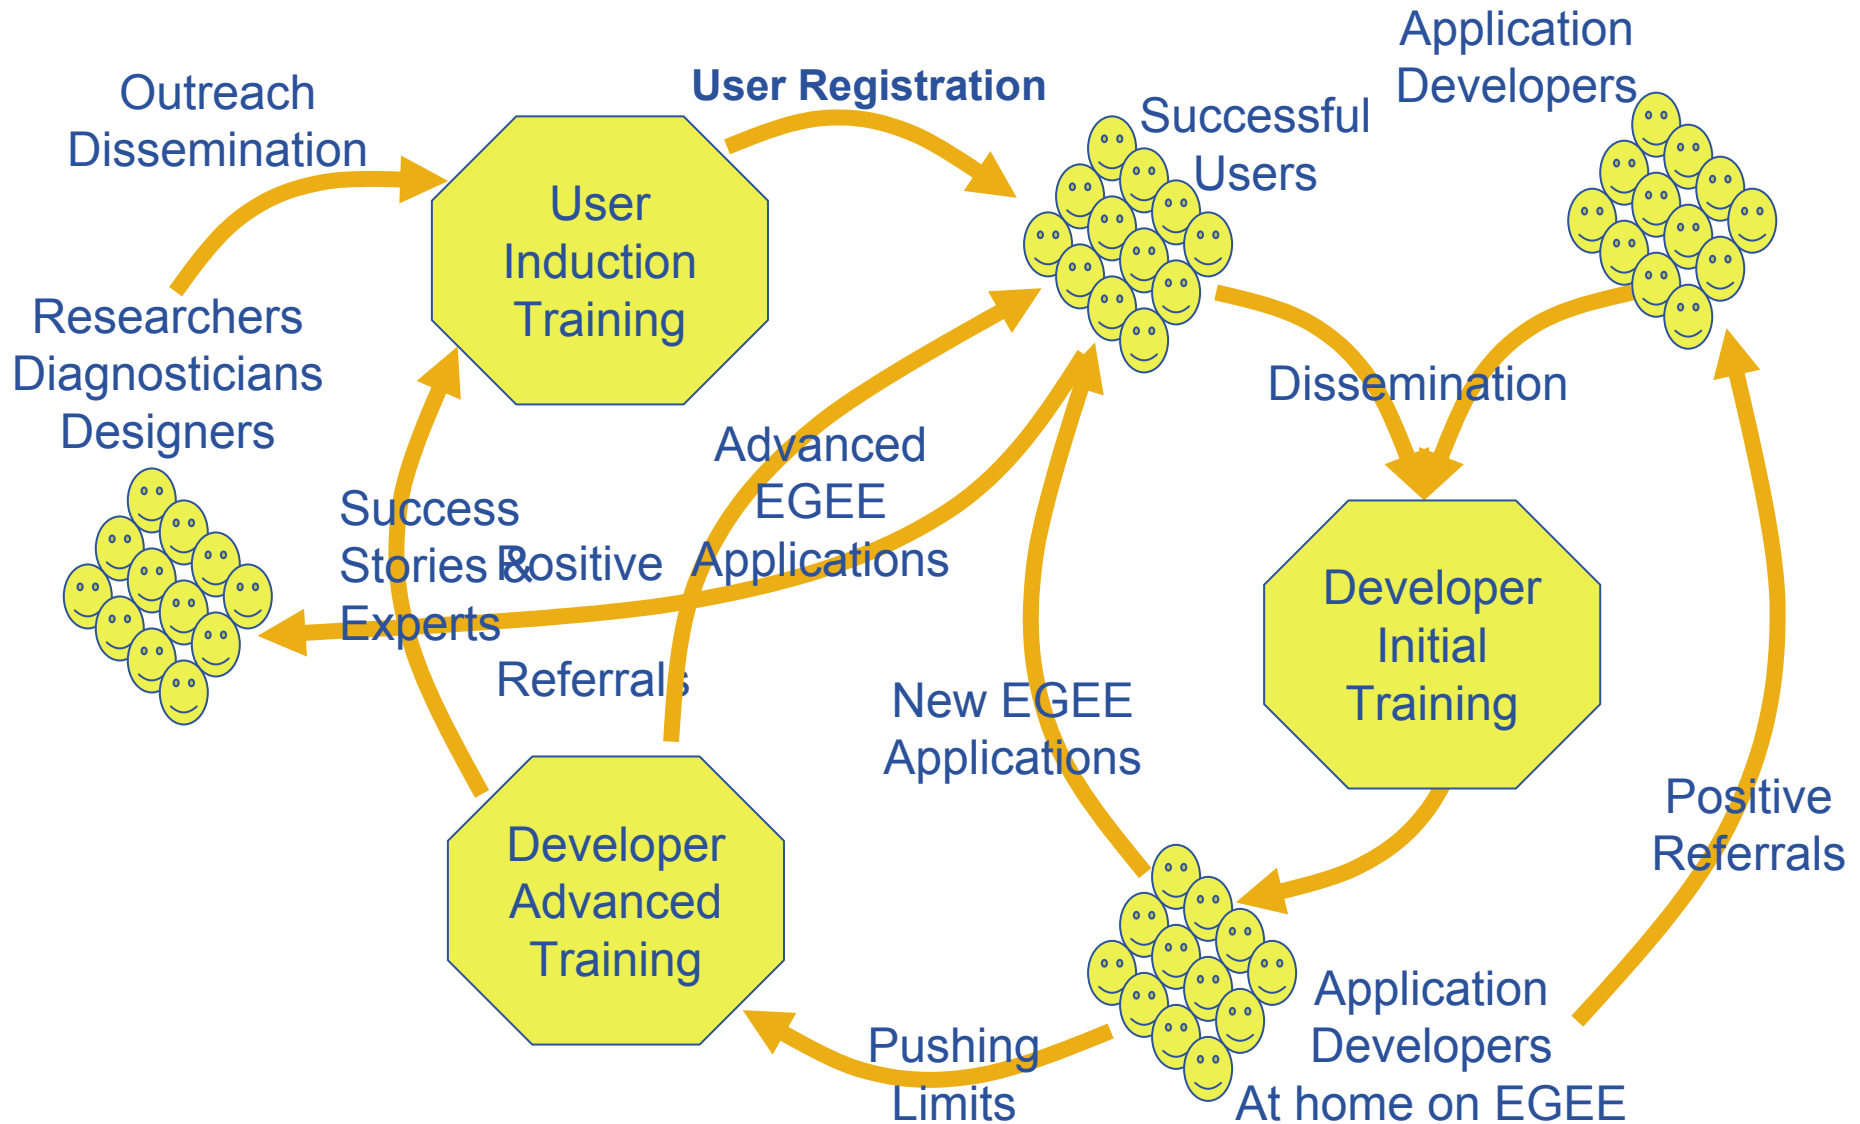 Outreach
Dissemination
User Registration
Successful
Users
Application
Developers
User
Induction
Training
Researchers
Diagnosticians
Designers
Dissemination
Success
Stories &
Experts
Positive
Referrals
Advanced
EGEE
Applications
New EGEE
Applications
Developer
Initial
Training
Positive
Referrals
Developer
Advanced
Training
Pushing
Limits
Application
Developers
At home on EGEE